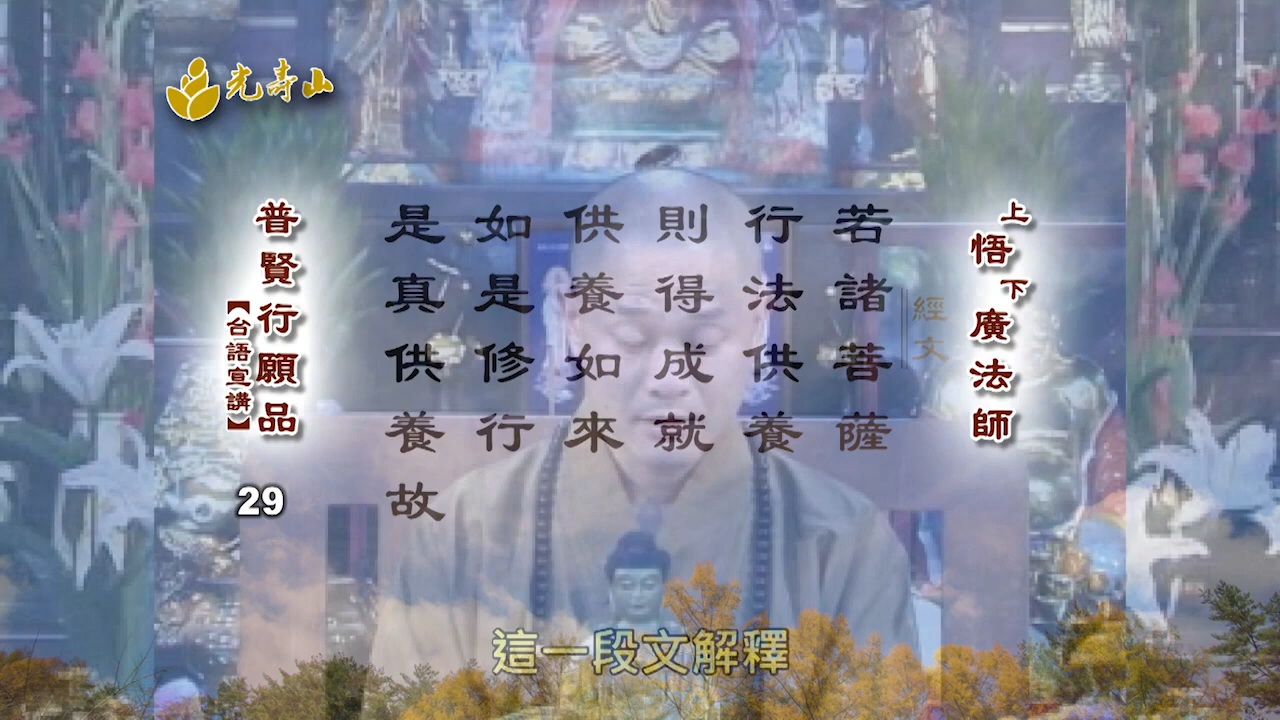 光壽山
上悟下廣法師
經文
若諸菩薩
行法供養
則得成就
供養如來
如是修行
是真供養故
普賢行願品
【台語宣講】
29
這一段文解釋